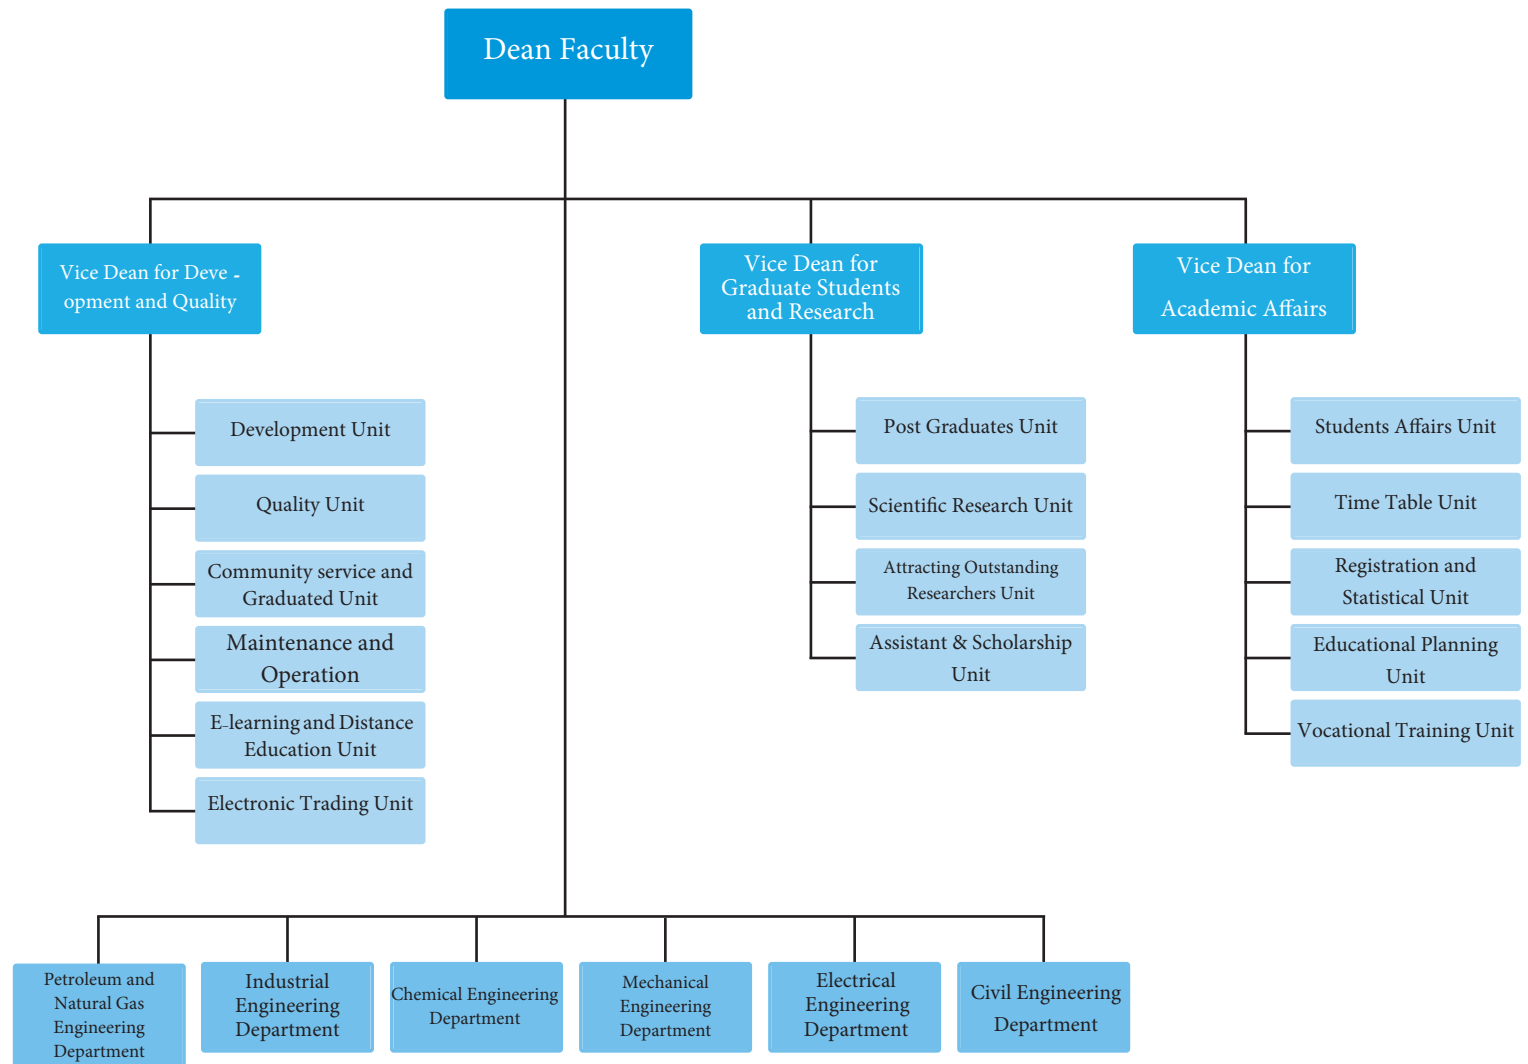 Dean Faculty
Vice Dean for Deve -
opment and Quality
Vice Dean for
Graduate Students
and Research
Vice Dean for
Academic Affairs
Development Unit
Quality Unit
Community service and
Graduated Unit
Maintenance and
Operation
E-learning and Distance
Education Unit
Electronic Trading Unit
Post Graduates Unit
Scientific Research Unit
Attracting Outstanding
Researchers Unit
Assistant & Scholarship
Unit
Students Affairs Unit
Time Table Unit
Registration and
Statistical Unit
Educational Planning
Unit
Vocational Training Unit
Petroleum and
Natural Gas
Engineering
Department
Industrial
Engineering
Department
Chemical Engineering
Department
Mechanical
Engineering
Department
Electrical
Engineering
Department
Civil Engineering
Department